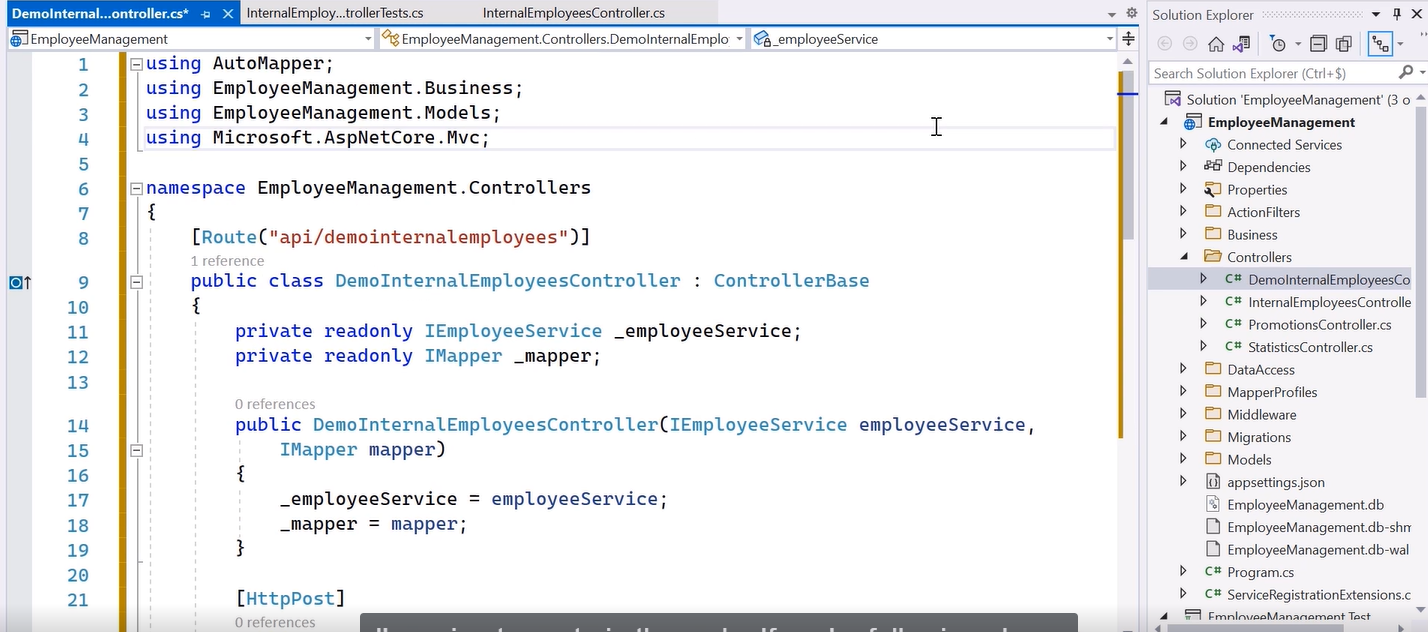 DemoInternal...ontroller.cs*
InternalEmploy...trollerTests.cs
InternalEmployeesController.cs
EmployeeManagement
EmployeeManagement.Controllers.DemoInternalEmplo
_employeeService
1 using AutoMapper;
2 using EmployeeManagement.Business;
3 using EmployeeManagement.Models;
4 using Microsoft.AspNetCore.Mvc;
5
6 namespace EmployeeManagement.Controllers
7 {
8 [Route("api/demointernalemployees")]
1 reference
9 public class DemoInternalEmployeesController : ControllerBase
10 {
11 private readonly IEmployeeService _employeeService;
12 private readonly IMapper _mapper;
13
0 references
14 public DemoInternalEmployeesController(IEmployeeService employeeService,
15 IMapper mapper)
16 {
17 _employeeService = employeeService;
18 _mapper = mapper;
19 }
20
21 [HttpPost]
0 references
Solution Explorer
Search Solution Explorer (Ctrl+$)
Solution 'EmployeeManagement' (3 o
EmployeeManagement
Connected Services
Dependencies
Properties
ActionFilters
Business
Controllers
C# DemoInternalEmployeesCo
C# InternalEmployeesControlle
C# PromotionsController.cs
C# StatisticsController.cs
DataAccess
MapperProfiles
Middleware
Migrations
Models
appsettings.json
EmployeeManagement.db
EmployeeManagement.db-shm
EmployeeManagement.db-wal
C# Program.cs
C# ServiceRegistrationExtensions.c
EmployeeManagement.Test